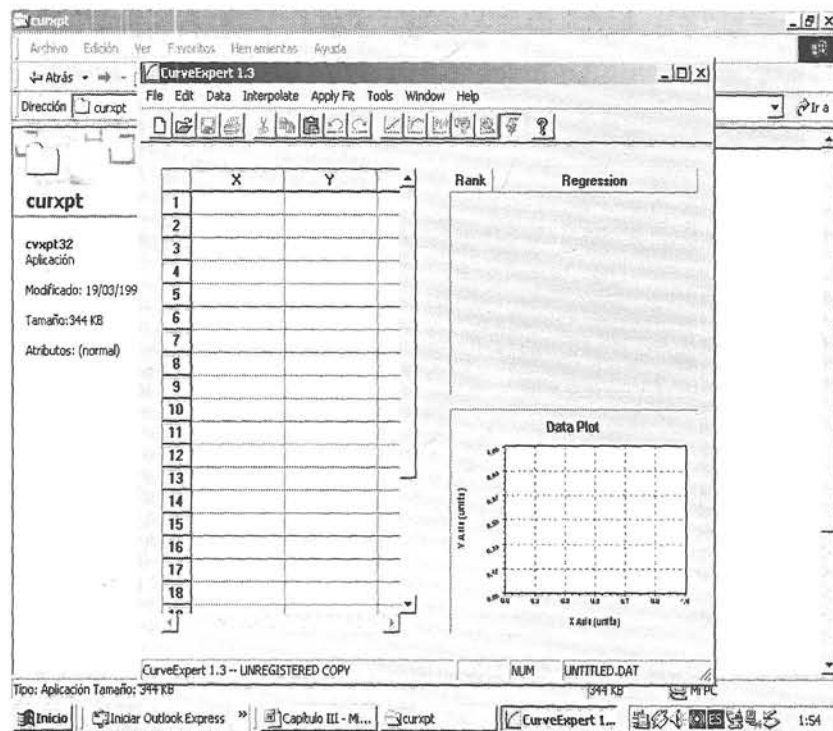 curxpt
Archivo Edición Ver Favoritos Herramientas Ayuda
Atrás
CurveExpert 1.3
Dirección curxpt
Ir a
File Edit Data Interpolate Apply Fit Tools Window Help
X Y
Rank Regression
1
2
3
4
5
6
7
8
9
10
11
12
13
14
15
16
17
18
curxpt
cvxpt32
Aplicación
Modificado: 19/03/199
Tamaño: 344 KB
Atributos: (normal)
Data Plot
Y Axis (units)
X Axis (units)
CurveExpert 1.3 -- UNREGISTERED COPY
NUM
UNTITLED.DAT
Tipo: Aplicación Tamaño: 344 KB
344 KB
Mi PC
Inicio
Iniciar Outlook Express »
Capítulo III - Mi...
curxpt
CurveExpert 1...
ES
1:54